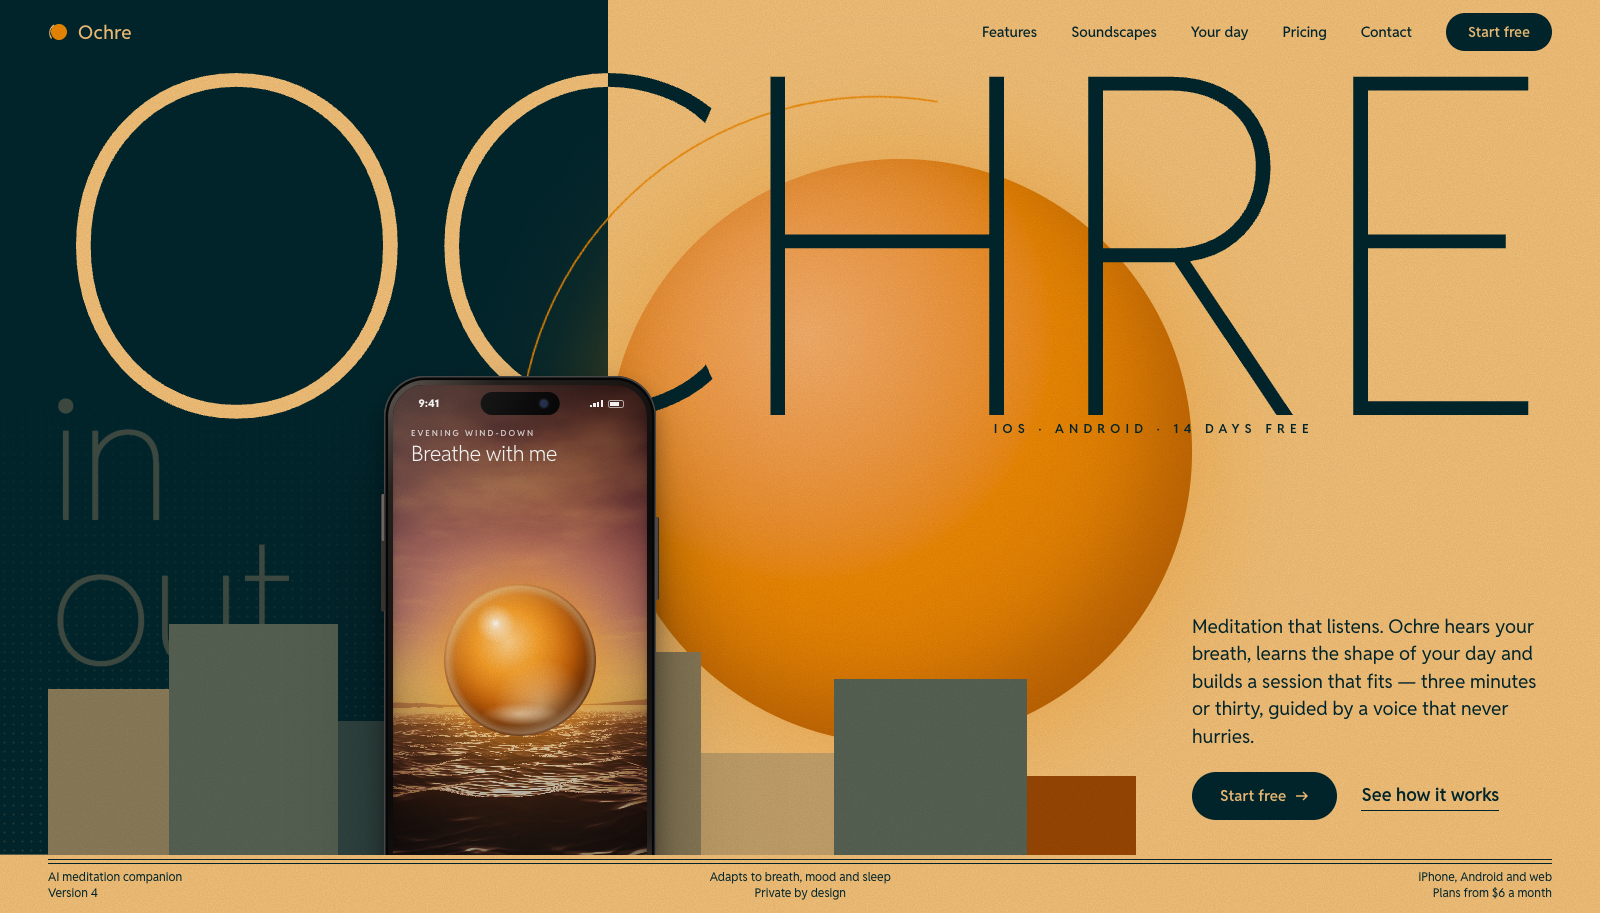 Ochre
Features
Soundscapes
Your day
Pricing
Contact
Start free
OCHRE
IOS · ANDROID · 14 DAYS FREE
in
out
9:41
EVENING WIND-DOWN
Breathe with me
Meditation that listens. Ochre hears your
breath, learns the shape of your day and
builds a session that fits — three minutes
or thirty, guided by a voice that never
hurries.
Start free →
See how it works
AI meditation companion
Version 4
Adapts to breath, mood and sleep
Private by design
iPhone, Android and web
Plans from $6 a month